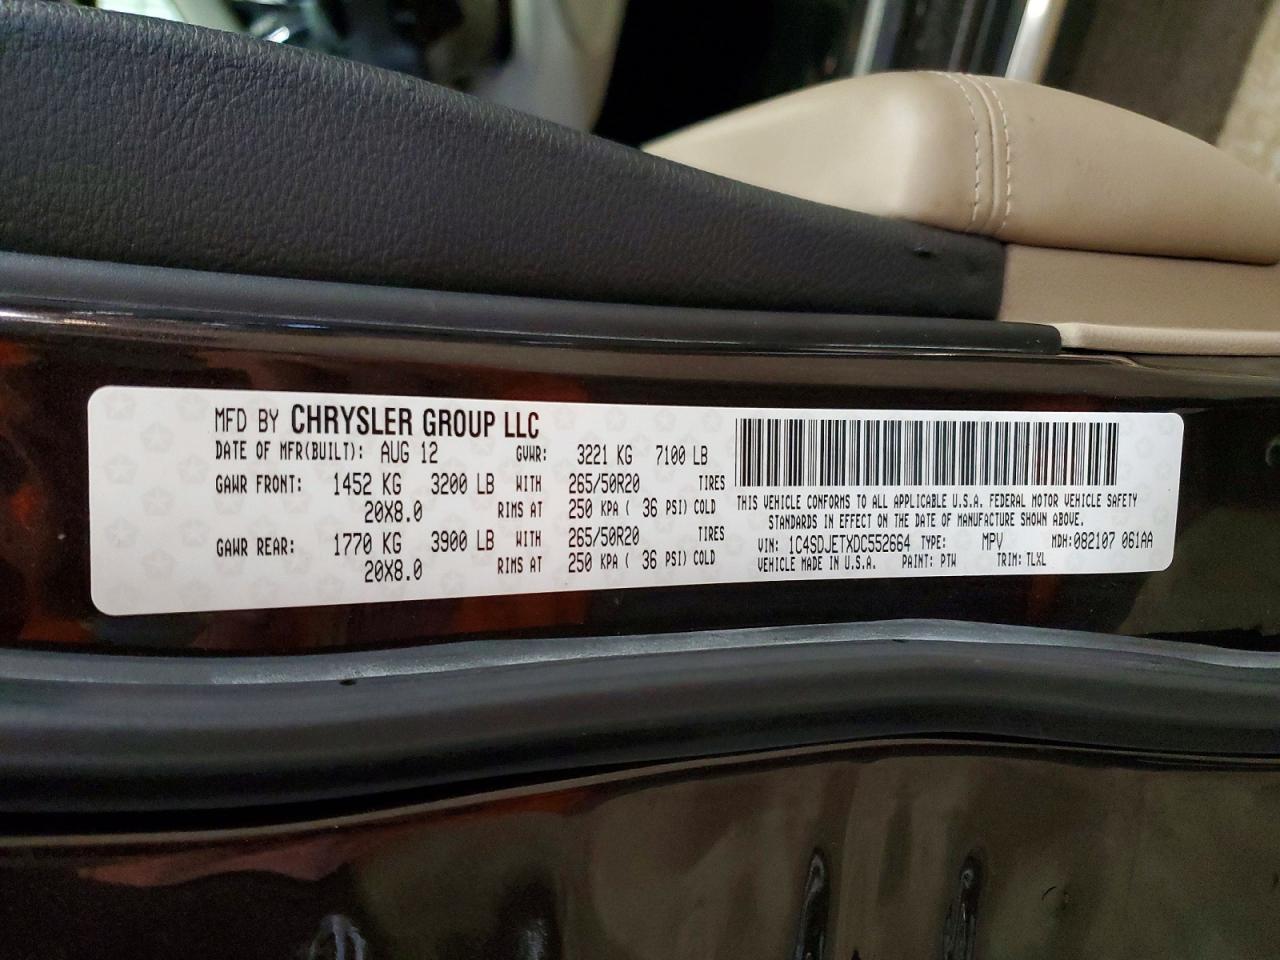 MFD BY CHRYSLER GROUP LLC
DATE OF MFR(BUILT): AUG 12 GVWR: 3221 KG 7100 LB
GAWR FRONT: 1452 KG 3200 LB WITH 265/50R20 TIRES
20X8.0 RIMS AT 250 KPA ( 36 PSI) COLD
GAWR REAR: 1770 KG 3900 LB WITH 265/50R20 TIRES
20X8.0 RIMS AT 250 KPA ( 36 PSI) COLD
THIS VEHICLE CONFORMS TO ALL APPLICABLE U.S.A. FEDERAL MOTOR VEHICLE SAFETY
STANDARDS IN EFFECT ON THE DATE OF MANUFACTURE SHOWN ABOVE.
VIN: 1C4SDJETXDC552664 TYPE: MPV MDH: 082107 061AA
VEHICLE MADE IN U.S.A. PAINT: PTW TRIM: TLXL